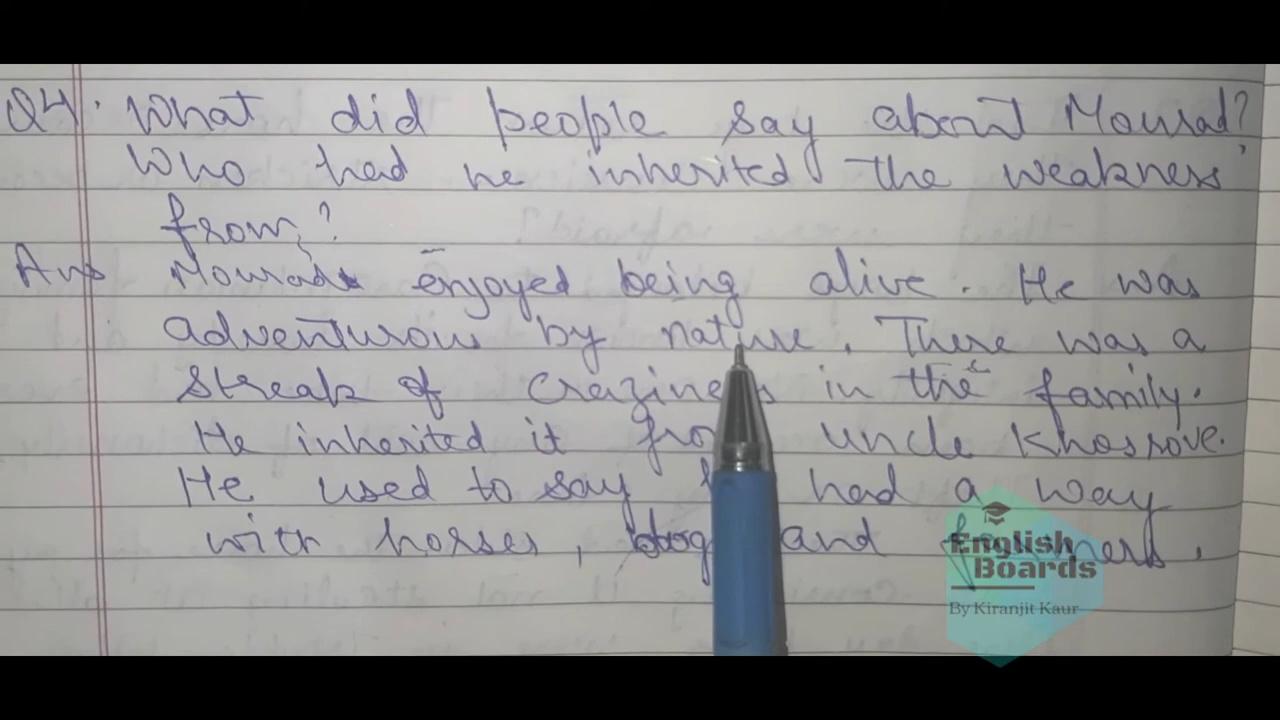 Q4. What did people say about Mourad?
Who had he inherited the weakness
from?
Ans Mourad enjoyed being alive. He was
adventurous by nature. There was a
streak of craziness in the family.
He inherited it uncle Khosrove.
He used to say had a way
with horses, and
English
Boards
By Kiranjit Kaur